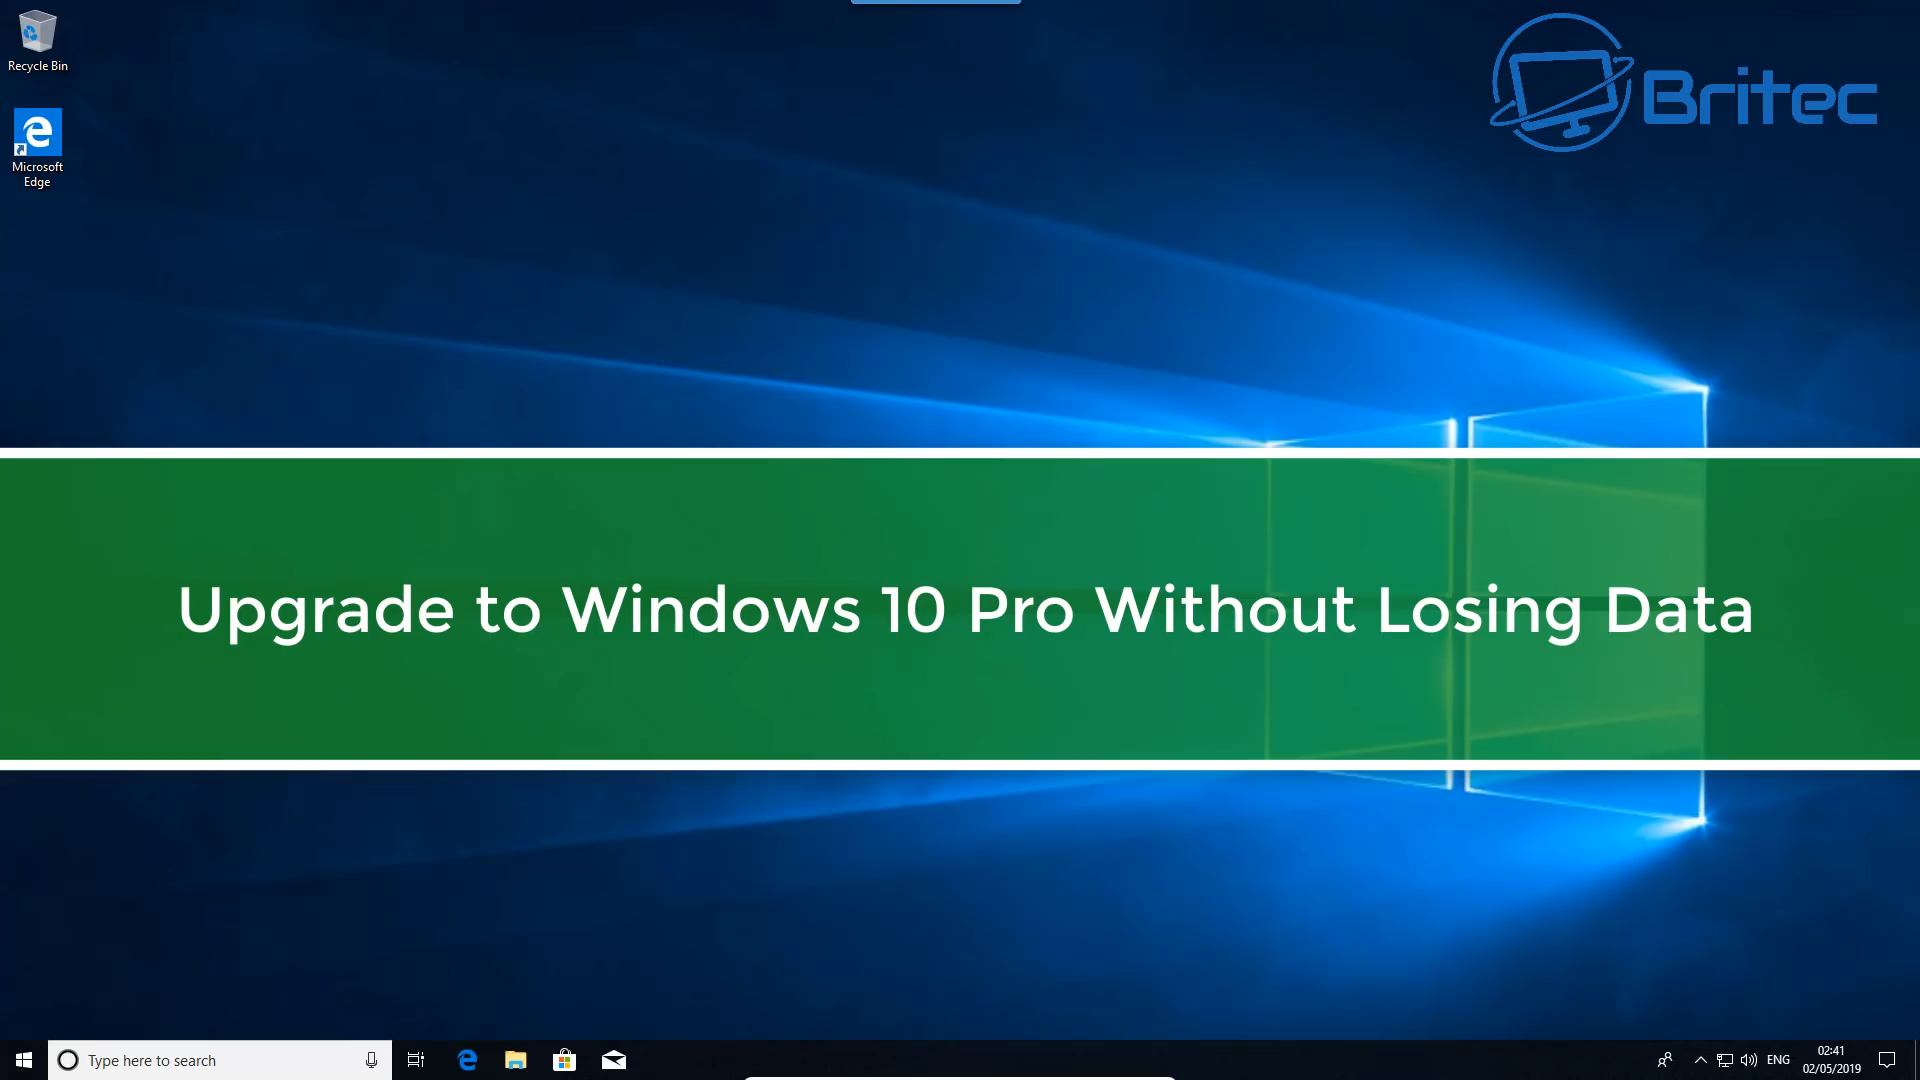 Recycle Bin
Britec
Microsoft
Edge
Upgrade to Windows 10 Pro Without Losing Data
Type here to search
ENG
02:41
02/05/2019